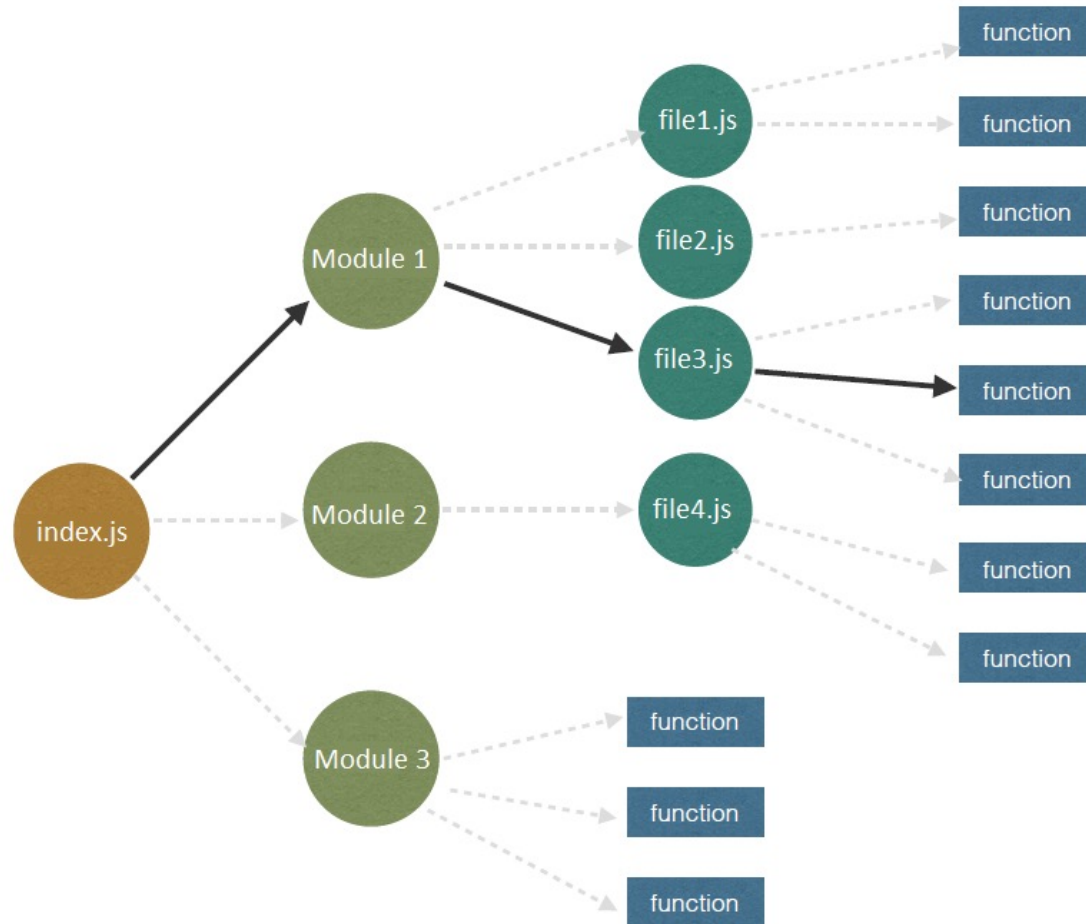 function
file1.js
function
function
file2.js
Module 1
function
file3.js
function
function
Module 2
file4.js
index.js
function
function
function
Module 3
function
function